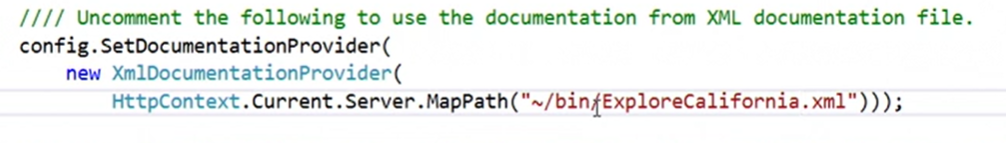 //// Uncomment the following to use the documentation from XML documentation file.
config.SetDocumentationProvider(
new XmlDocumentationProvider(
HttpContext.Current.Server.MapPath("~/bin/ExploreCalifornia.xml")));